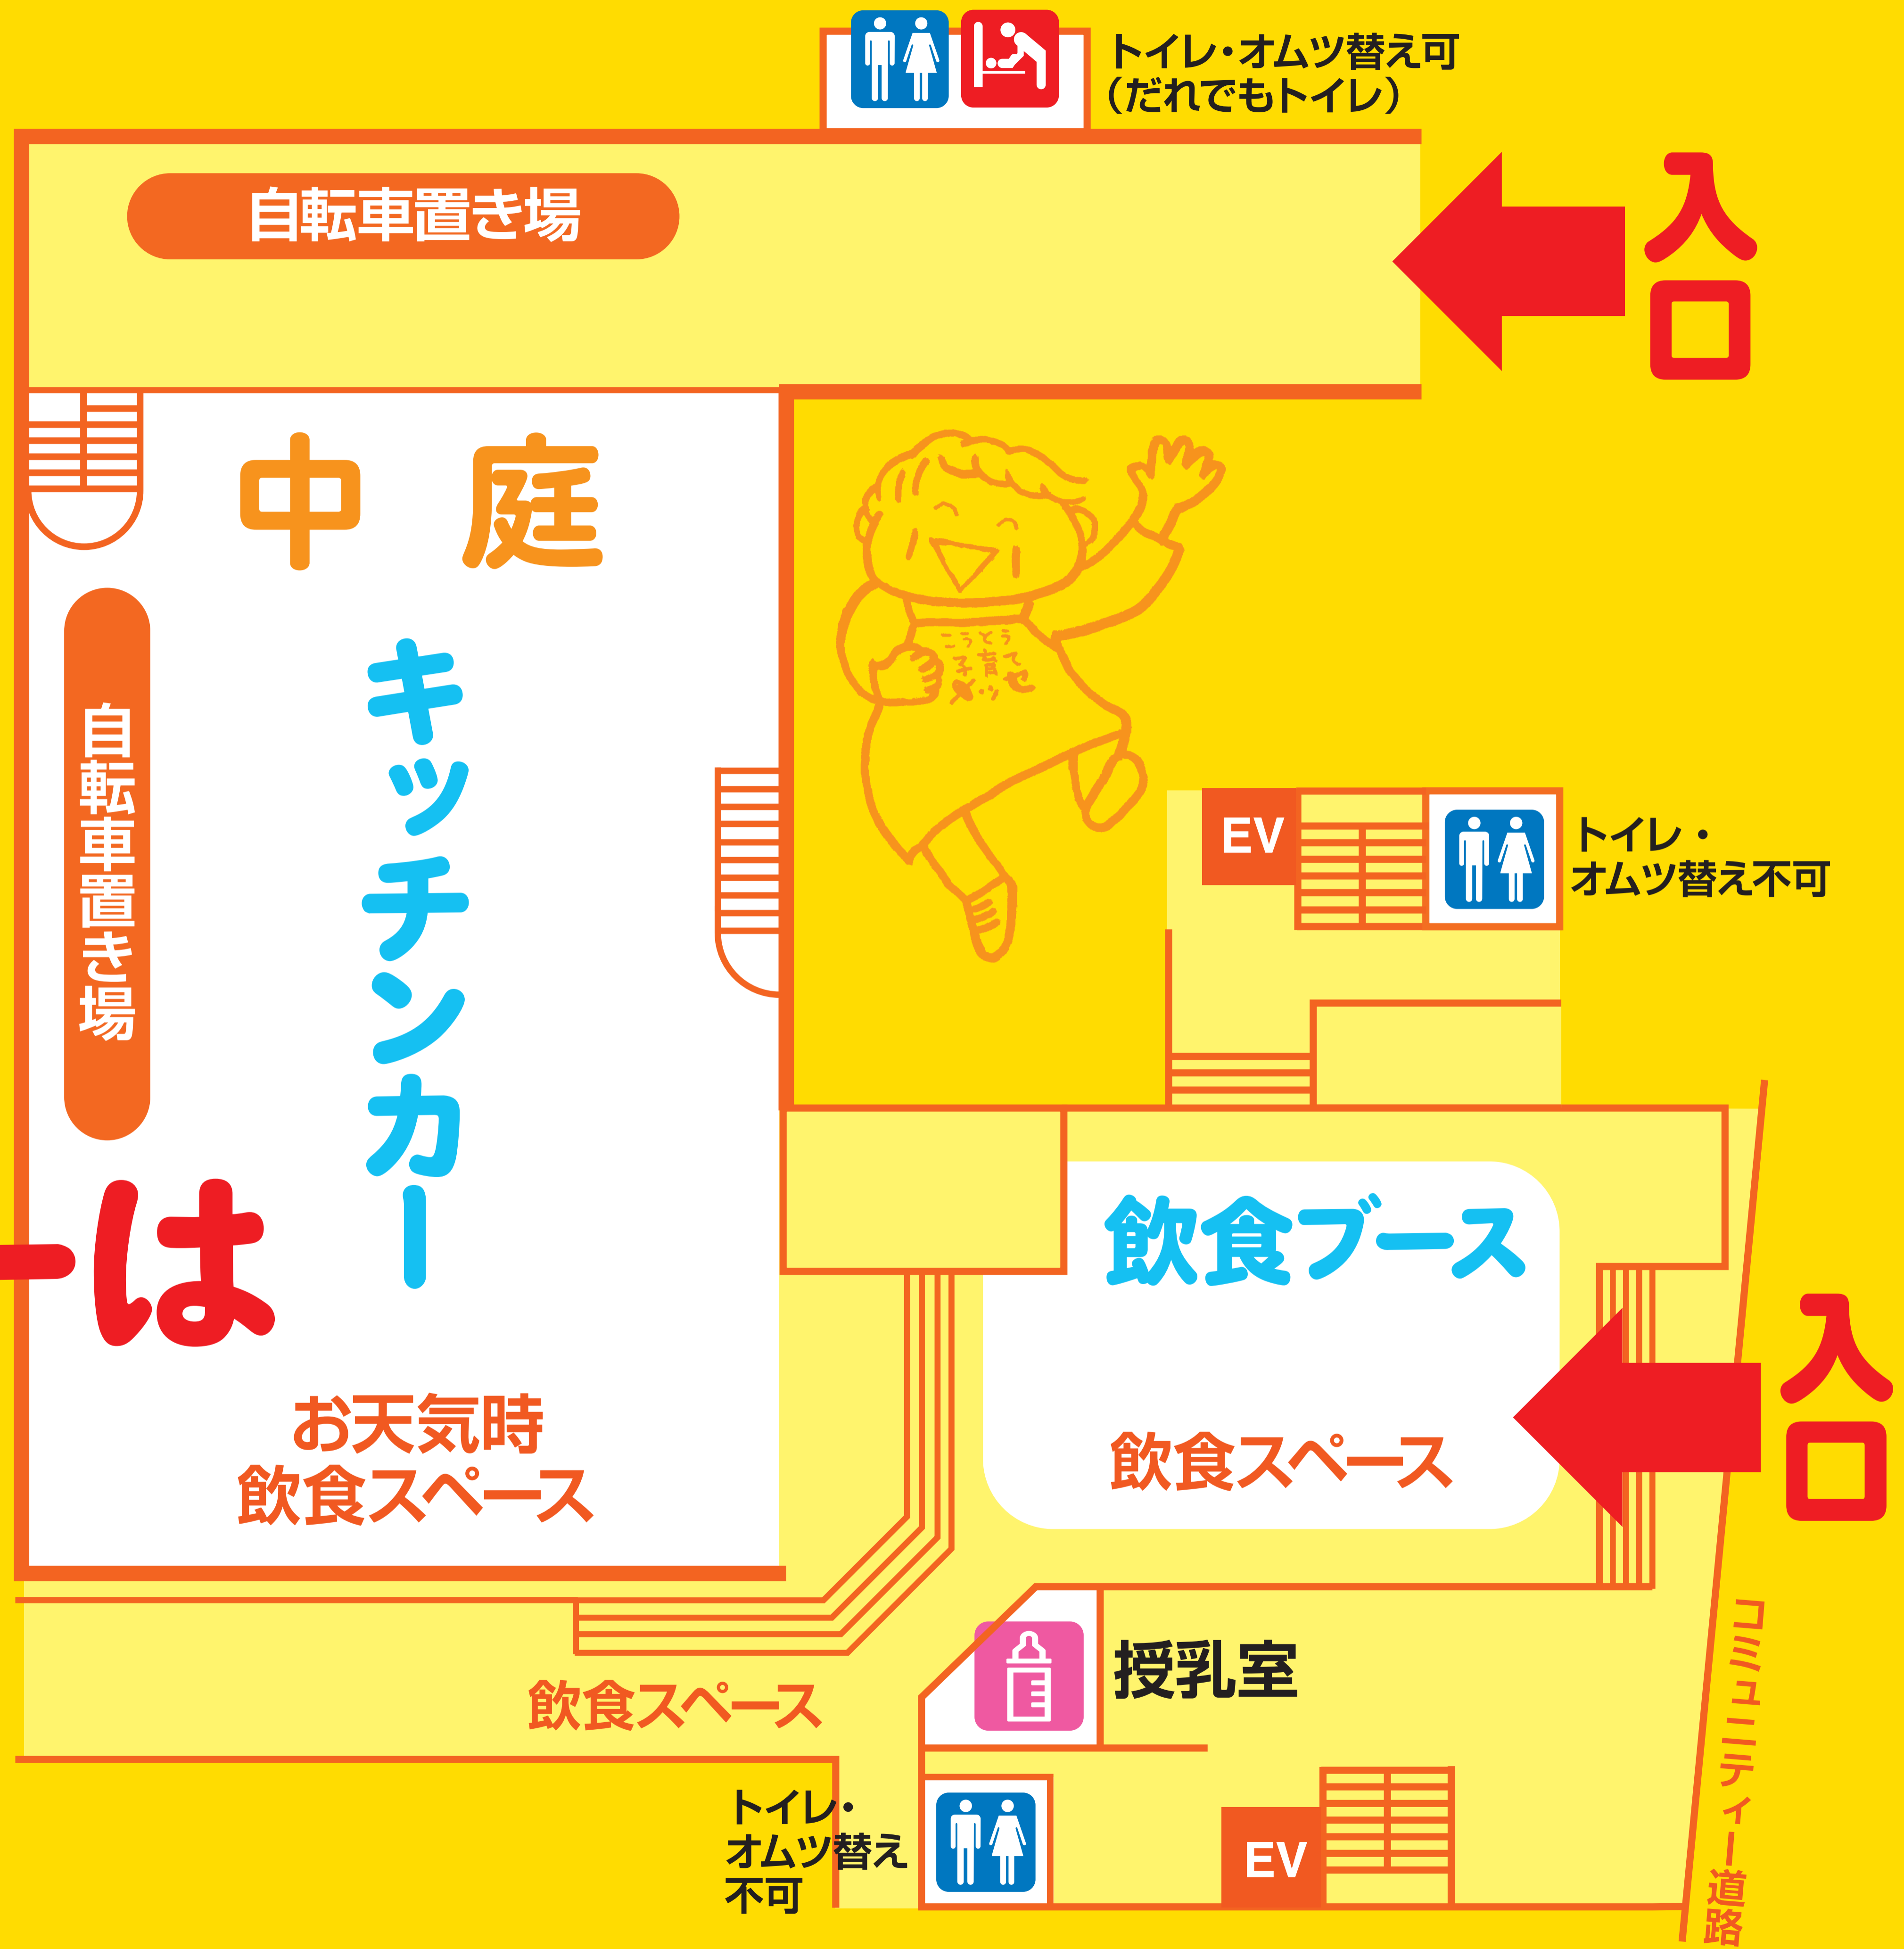 トイレ・オムツ替え可
(だれでもトイレ)
自転車置き場
入口
中庭
キッチンカー
自転車置き場
EV
トイレ・
オムツ替え不可
ーは
飲食ブース
入口
お天気時
飲食スペース
飲食スペース
コミュニティー道路
授乳室
飲食スペース
トイレ・
オムツ替え
不可
EV